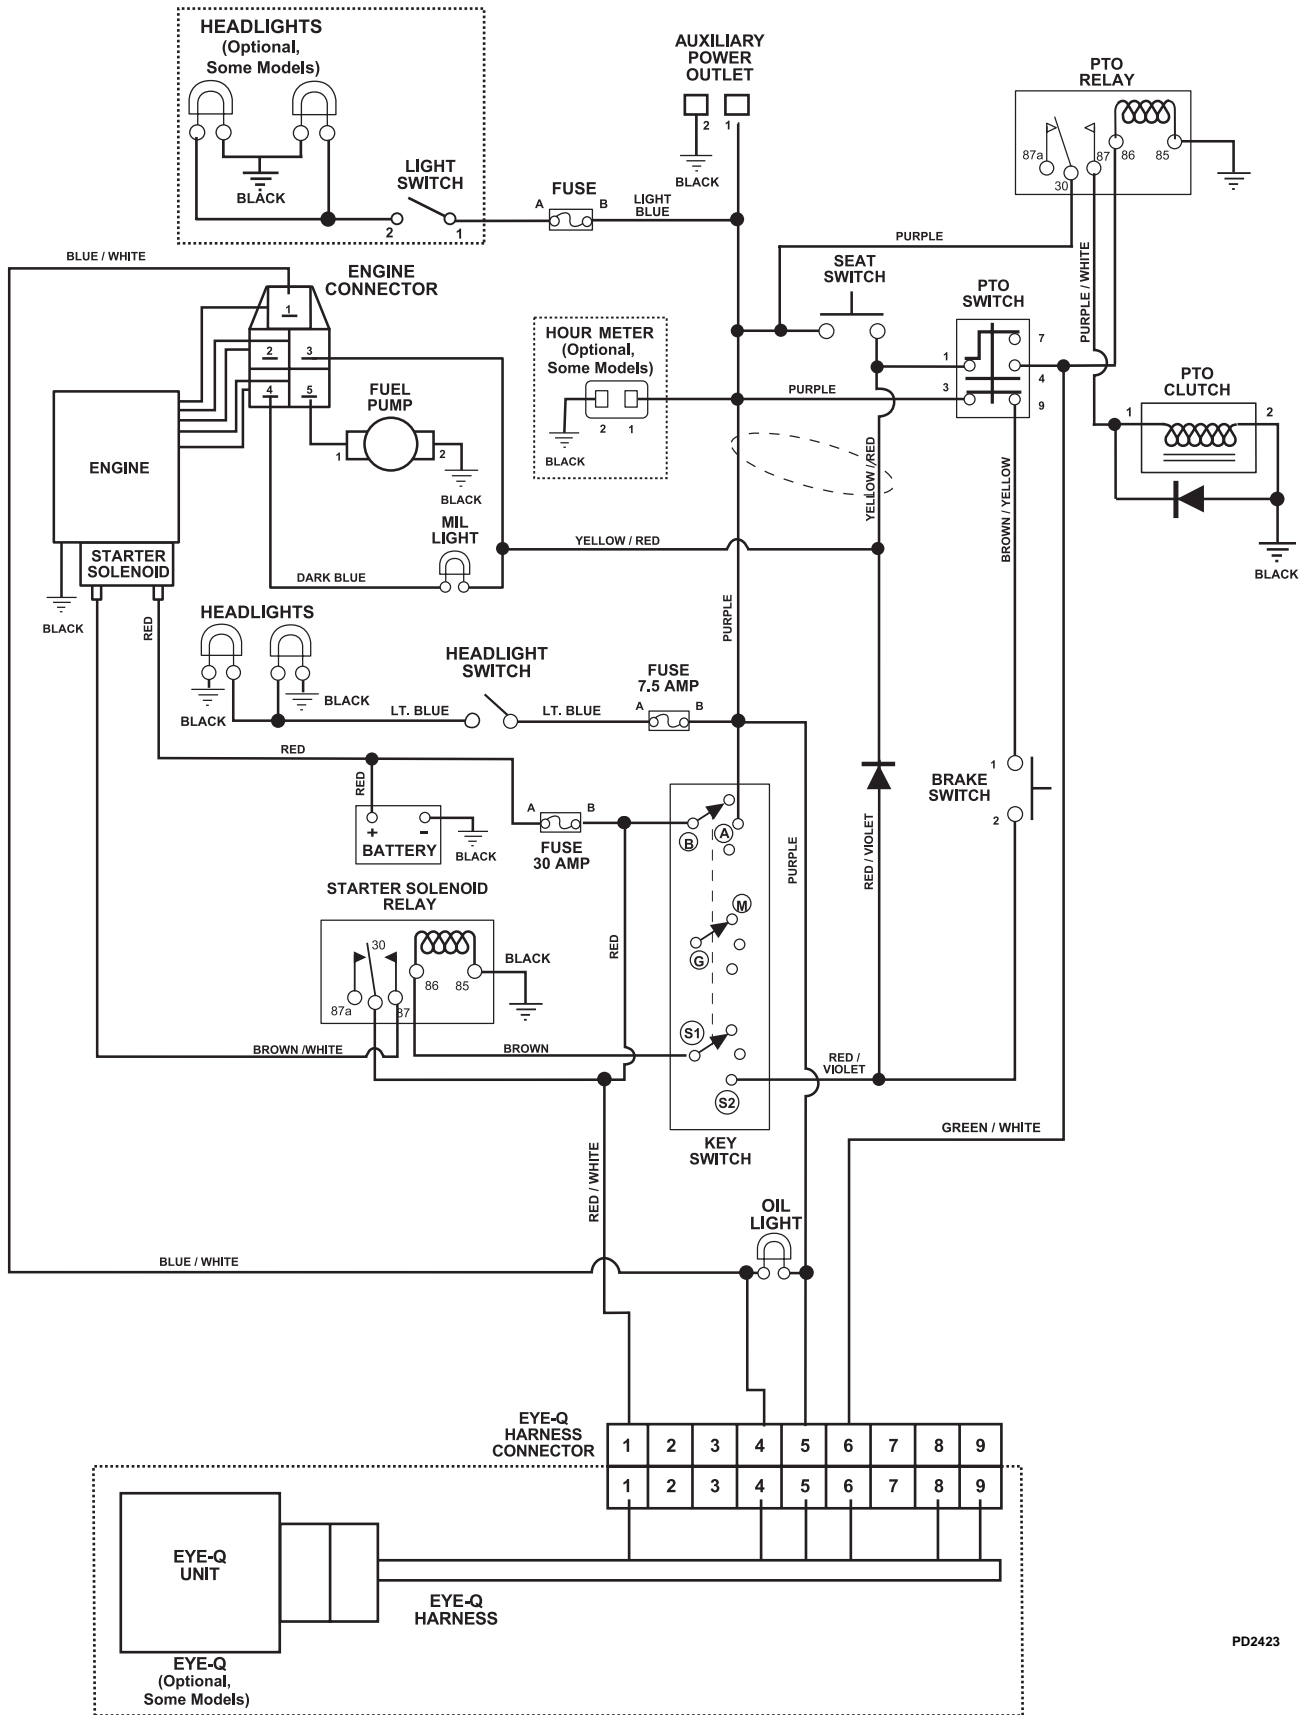 HEADLIGHTS
(Optional,
Some Models)
BLACK
LIGHT
SWITCH
2
1
FUSE
A
B
LIGHT
BLUE
AUXILIARY
POWER
OUTLET
2
1
BLACK
PTO
RELAY
87a
30
87
86
85
PURPLE
PURPLE / WHITE
BLUE / WHITE
ENGINE
CONNECTOR
1
2
3
4
5
SEAT
SWITCH
PTO
SWITCH
1
3
7
4
9
HOUR METER
(Optional,
Some Models)
2
1
BLACK
PURPLE
PTO
CLUTCH
1
2
BLACK
FUEL
PUMP
1
2
BLACK
ENGINE
STARTER
SOLENOID
BLACK
RED
MIL
LIGHT
DARK BLUE
YELLOW / RED
YELLOW / RED
BROWN / YELLOW
PURPLE
HEADLIGHTS
BLACK
BLACK
HEADLIGHT
SWITCH
LT. BLUE
LT. BLUE
FUSE
7.5 AMP
A
B
RED
RED
+
-
BATTERY
BLACK
A
B
FUSE
30 AMP
B
A
M
G
S1
S2
KEY
SWITCH
PURPLE
RED / VIOLET
1
2
BRAKE
SWITCH
STARTER SOLENOID
RELAY
30
87a
87
86
85
BLACK
RED
BROWN /WHITE
BROWN
RED /
VIOLET
GREEN / WHITE
RED / WHITE
OIL
LIGHT
BLUE / WHITE
EYE-Q
HARNESS
CONNECTOR
1 2 3 4 5 6 7 8 9
1 2 3 4 5 6 7 8 9
EYE-Q
UNIT
EYE-Q
HARNESS
EYE-Q
(Optional,
Some Models)
PD2423